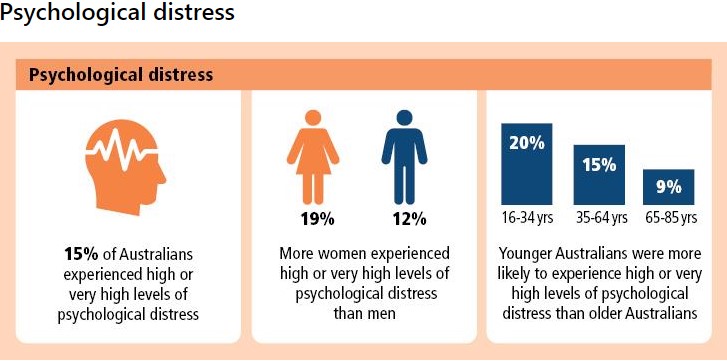 Psychological distress
Psychological distress
15% of Australians
experienced high or
very high levels of
psychological distress
19%
12%
More women experienced
high or very high levels of
psychological distress
than men
20%
15%
9%
16-34 yrs
35-64 yrs
65-85 yrs
Younger Australians were more
likely to experience high or very
high levels of psychological
distress than older Australians